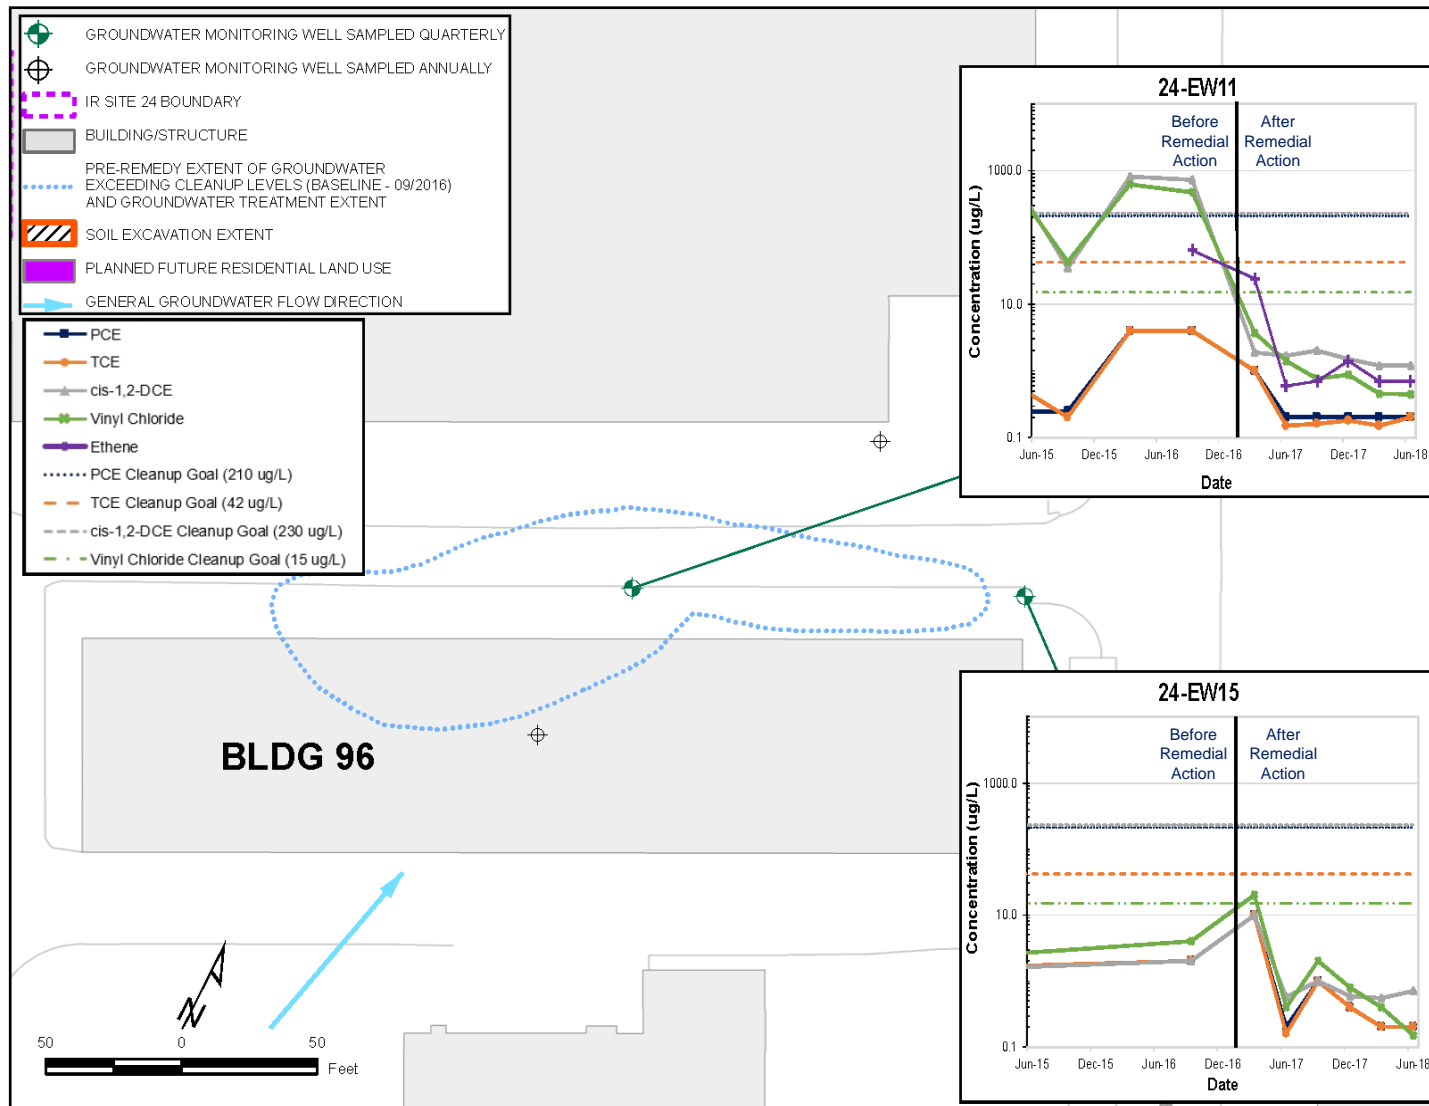 GROUNDWATER MONITORING WELL SAMPLED QUARTERLY
GROUNDWATER MONITORING WELL SAMPLED ANNUALLY
IR SITE 24 BOUNDARY
BUILDING/STRUCTURE
PRE-REMEDY EXTENT OF GROUNDWATER
EXCEEDING CLEANUP LEVELS (BASELINE - 09/2016)
AND GROUNDWATER TREATMENT EXTENT
SOIL EXCAVATION EXTENT
PLANNED FUTURE RESIDENTIAL LAND USE
GENERAL GROUNDWATER FLOW DIRECTION
PCE
TCE
cis-1,2-DCE
Vinyl Chloride
Ethene
PCE Cleanup Goal (210 ug/L)
TCE Cleanup Goal (42 ug/L)
cis-1,2-DCE Cleanup Goal (230 ug/L)
Vinyl Chloride Cleanup Goal (15 ug/L)
24-EW11
Before Remedial Action
After Remedial Action
Concentration (ug/L)
1000.0
10.0
0.1
Jun-15 Dec-15 Jun-16 Dec-16 Jun-17 Dec-17 Jun-18
Date
BLDG 96
24-EW15
Before Remedial Action
After Remedial Action
Concentration (ug/L)
1000.0
10.0
0.1
Jun-15 Dec-15 Jun-16 Dec-16 Jun-17 Dec-17 Jun-18
Date
N
50 0 50
Feet